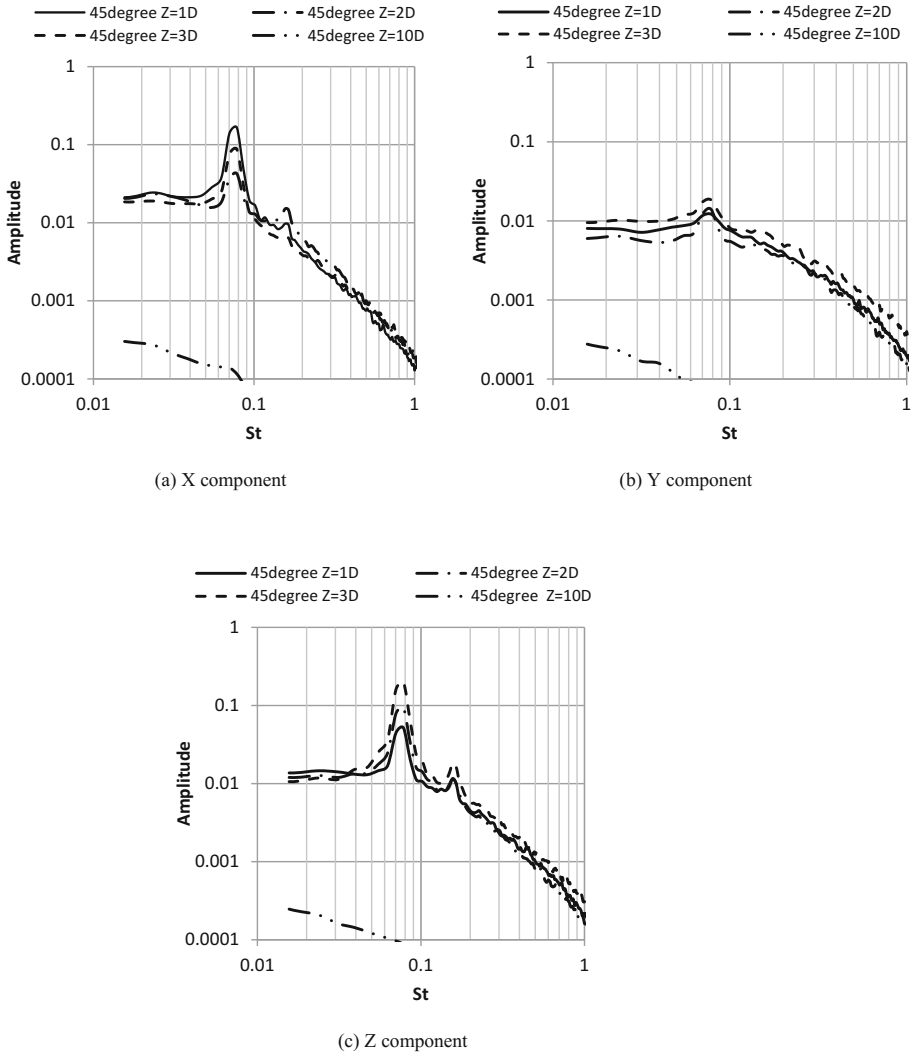 45degree Z=1D 45degree Z=2D
45degree Z=3D 45degree Z=10D
1
0.1
0.01
0.001
0.0001
Amplitude
0.01 0.1 1
St
(a) X component
45degree Z=1D 45degree Z=2D
45degree Z=3D 45degree Z=10D
1
0.1
0.01
0.001
0.0001
Amplitude
0.01 0.1 1
St
(b) Y component
45degree Z=1D 45degree Z=2D
45degree Z=3D 45degree Z=10D
1
0.1
0.01
0.001
0.0001
Amplitude
0.01 0.1 1
St
(c) Z component